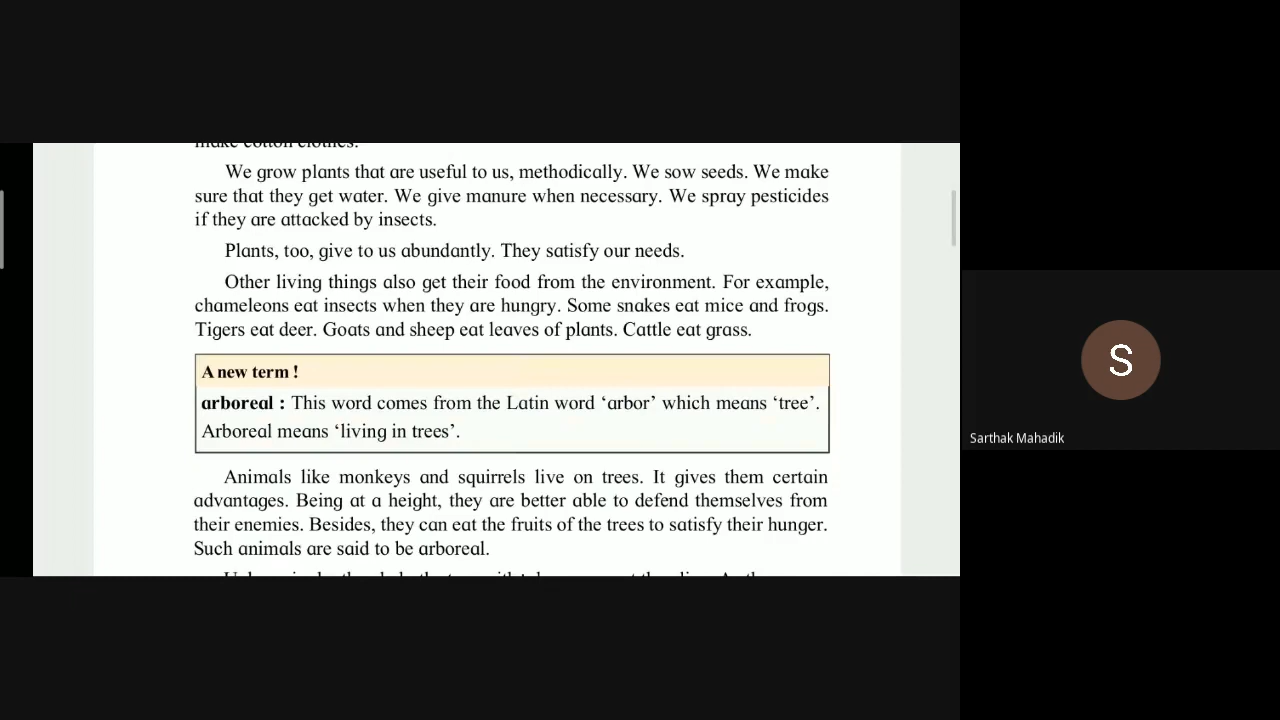 make cotton clothes.
We grow plants that are useful to us, methodically. We sow seeds. We make
sure that they get water. We give manure when necessary. We spray pesticides
if they are attacked by insects.
Plants, too, give to us abundantly. They satisfy our needs.
Other living things also get their food from the environment. For example,
chameleons eat insects when they are hungry. Some snakes eat mice and frogs.
Tigers eat deer. Goats and sheep eat leaves of plants. Cattle eat grass.
A new term !
arboreal : This word comes from the Latin word ‘arbor’ which means ‘tree’.
Arboreal means ‘living in trees’.
Animals like monkeys and squirrels live on trees. It gives them certain
advantages. Being at a height, they are better able to defend themselves from
their enemies. Besides, they can eat the fruits of the trees to satisfy their hunger.
Such animals are said to be arboreal.
S
Sarthak Mahadik